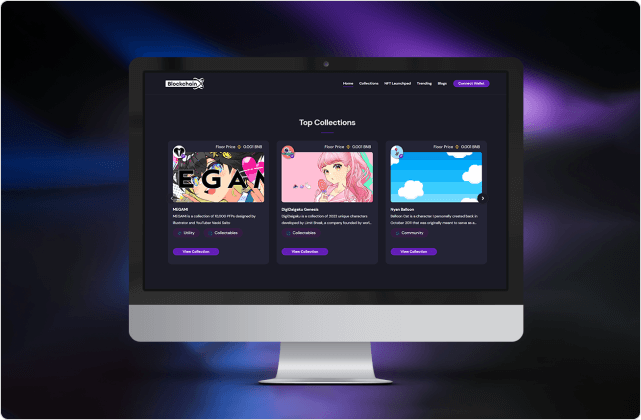 BlockchainX
Home Collections NFT Launchpad Trending Blogs Connect Wallet
Top Collections
Floor Price 0.001 BNB
Floor Price 0.001 BNB
Floor Price 0.001 BNB
EGAM
MEGAMI
MEGAMI is a collection of 10,000 PFPs designed by
Illustrator and YouTuber Naoki Saito
Utility Collectables
View Collection
DigiDaigaku Genesis
DigiDaigaku is a collection of 2022 unique characters
developed by Limit Break, a company founded by
Collectables
View Collection
Nyan Balloon
Balloon Cat is a character I personally created back in
October 2011 that was originally meant to serve as a...
Community
View Collection